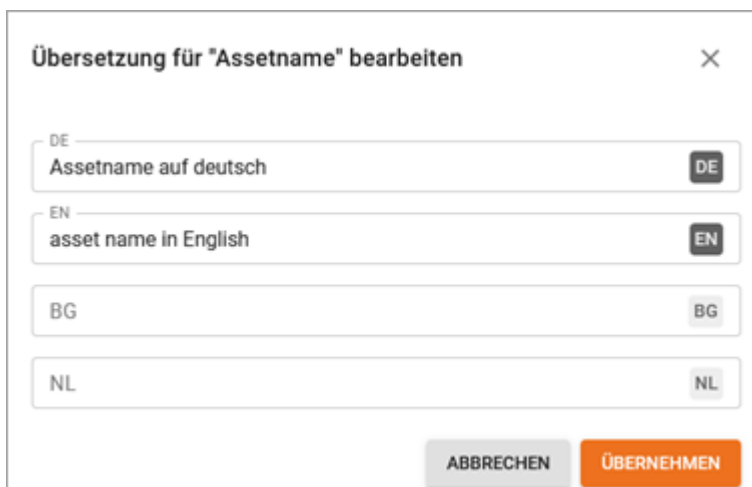 Übersetzung für "Assetname" bearbeiten
DE
Assetname auf deutsch DE
EN
asset name in English EN
BG BG
NL NL
ABBRECHEN ÜBERNEHMEN